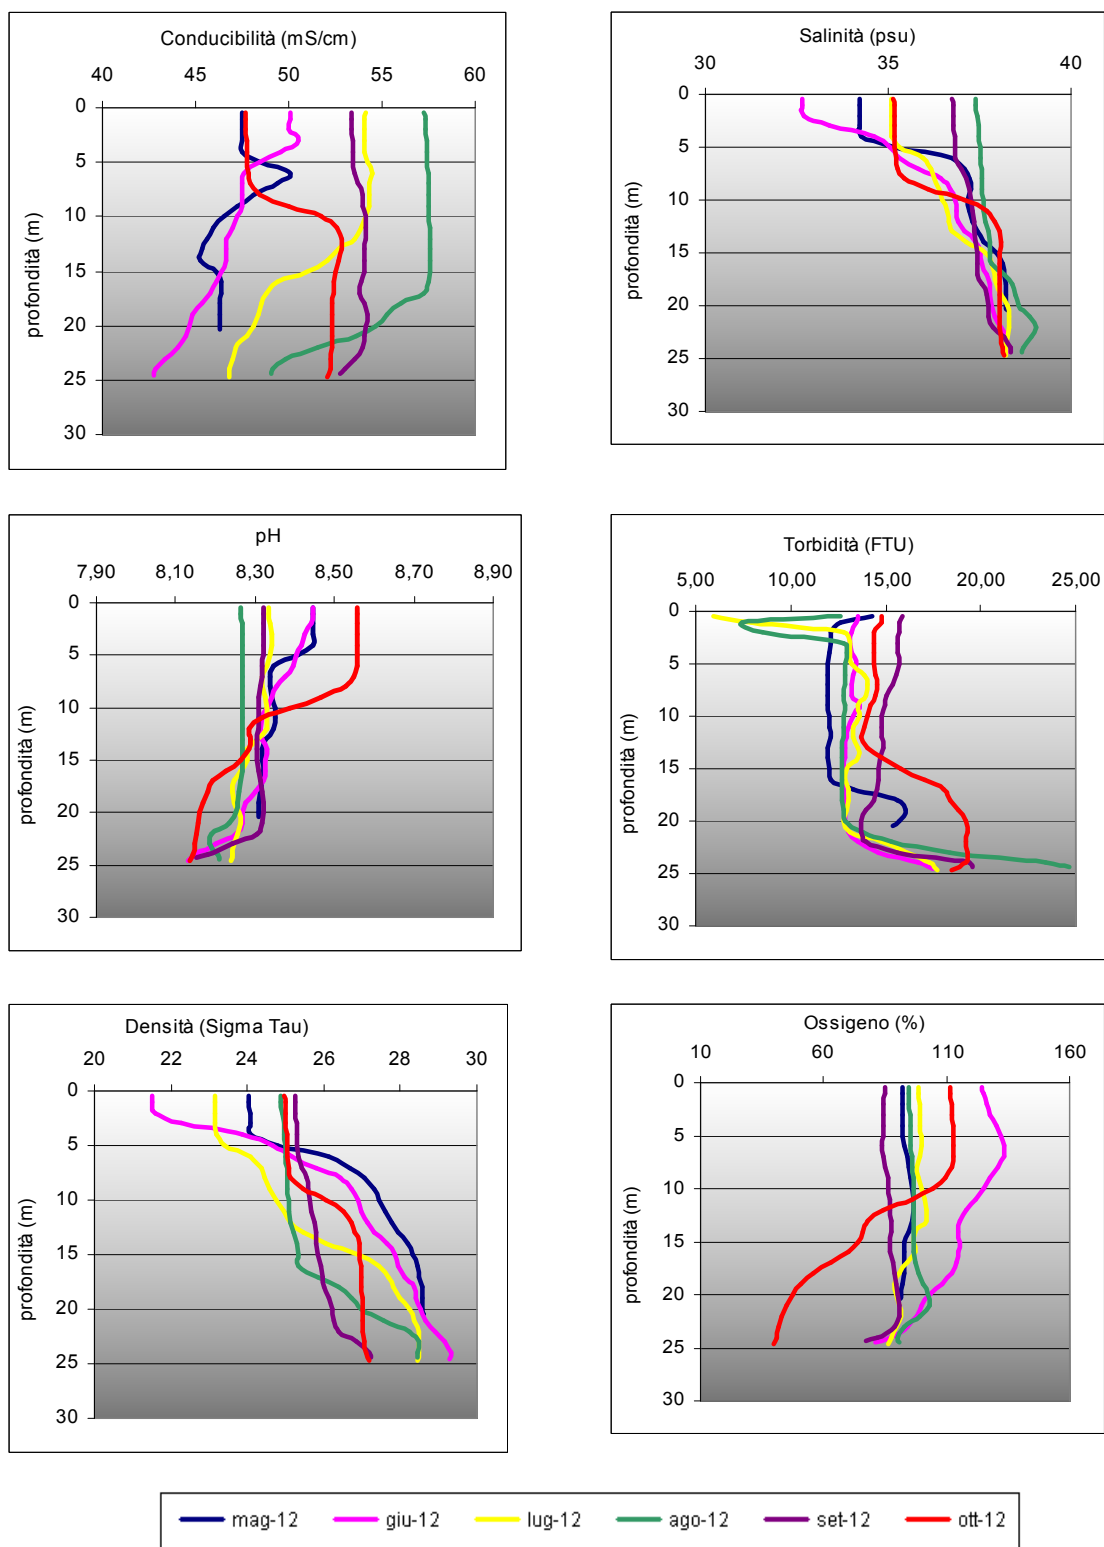 Conducibilità (mS/cm)
40 45 50 55 60
0
5
10
15
20
25
30
profondità (m)
Salinità (psu)
30 35 40
0
5
10
15
20
25
30
profondità (m)
pH
7,90 8,10 8,30 8,50 8,70 8,90
0
5
10
15
20
25
30
profondità (m)
Torbidità (FTU)
5,00 10,00 15,00 20,00 25,00
0
5
10
15
20
25
30
profondità (m)
Densità (Sigma Tau)
20 22 24 26 28 30
0
5
10
15
20
25
30
profondità (m)
Ossigeno (%)
10 60 110 160
0
5
10
15
20
25
30
profondità (m)
mag-12 giu-12 lug-12 ago-12 set-12 ott-12